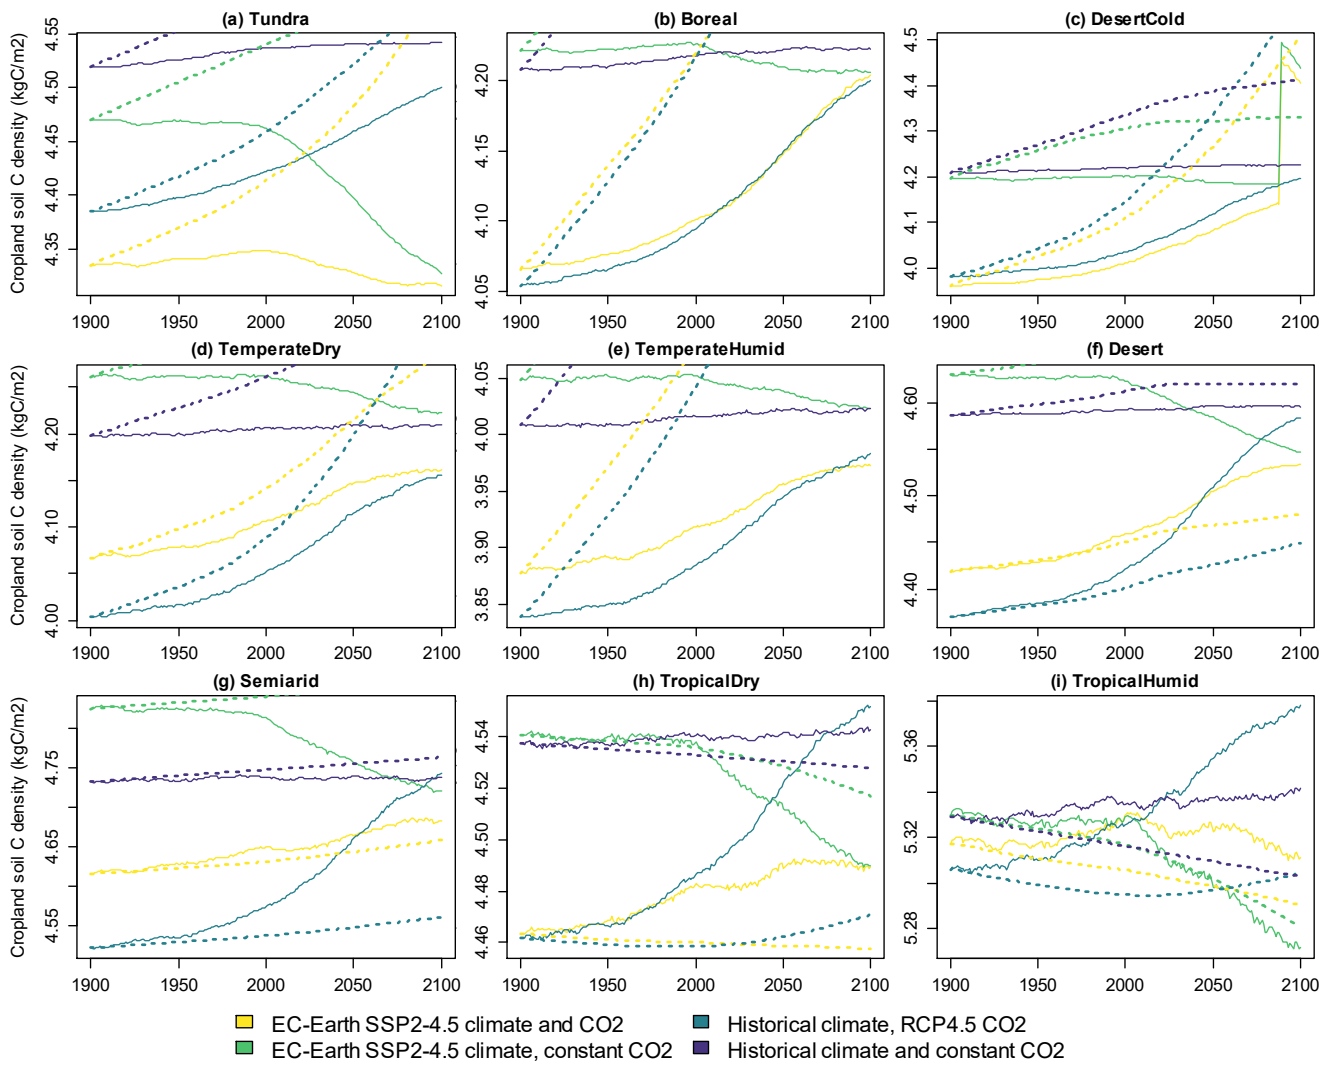 (a) Tundra (b) Boreal (c) DesertCold
Cropland soil C density (kgC/m2)
4.55
4.50
4.45
4.40
4.35
1900 1950 2000 2050 2100
4.20
4.15
4.10
4.05
1900 1950 2000 2050 2100
4.5
4.4
4.3
4.2
4.1
4.0
1900 1950 2000 2050 2100
(d) TemperateDry (e) TemperateHumid (f) Desert
Cropland soil C density (kgC/m2)
4.20
4.10
4.00
1900 1950 2000 2050 2100
4.05
4.00
3.95
3.90
3.85
1900 1950 2000 2050 2100
4.60
4.50
4.40
1900 1950 2000 2050 2100
(g) Semiarid (h) TropicalDry (i) TropicalHumid
Cropland soil C density (kgC/m2)
4.75
4.65
4.55
1900 1950 2000 2050 2100
4.54
4.52
4.50
4.48
4.46
1900 1950 2000 2050 2100
5.36
5.32
5.28
1900 1950 2000 2050 2100
EC-Earth SSP2-4.5 climate and CO2
EC-Earth SSP2-4.5 climate, constant CO2
Historical climate, RCP4.5 CO2
Historical climate and constant CO2